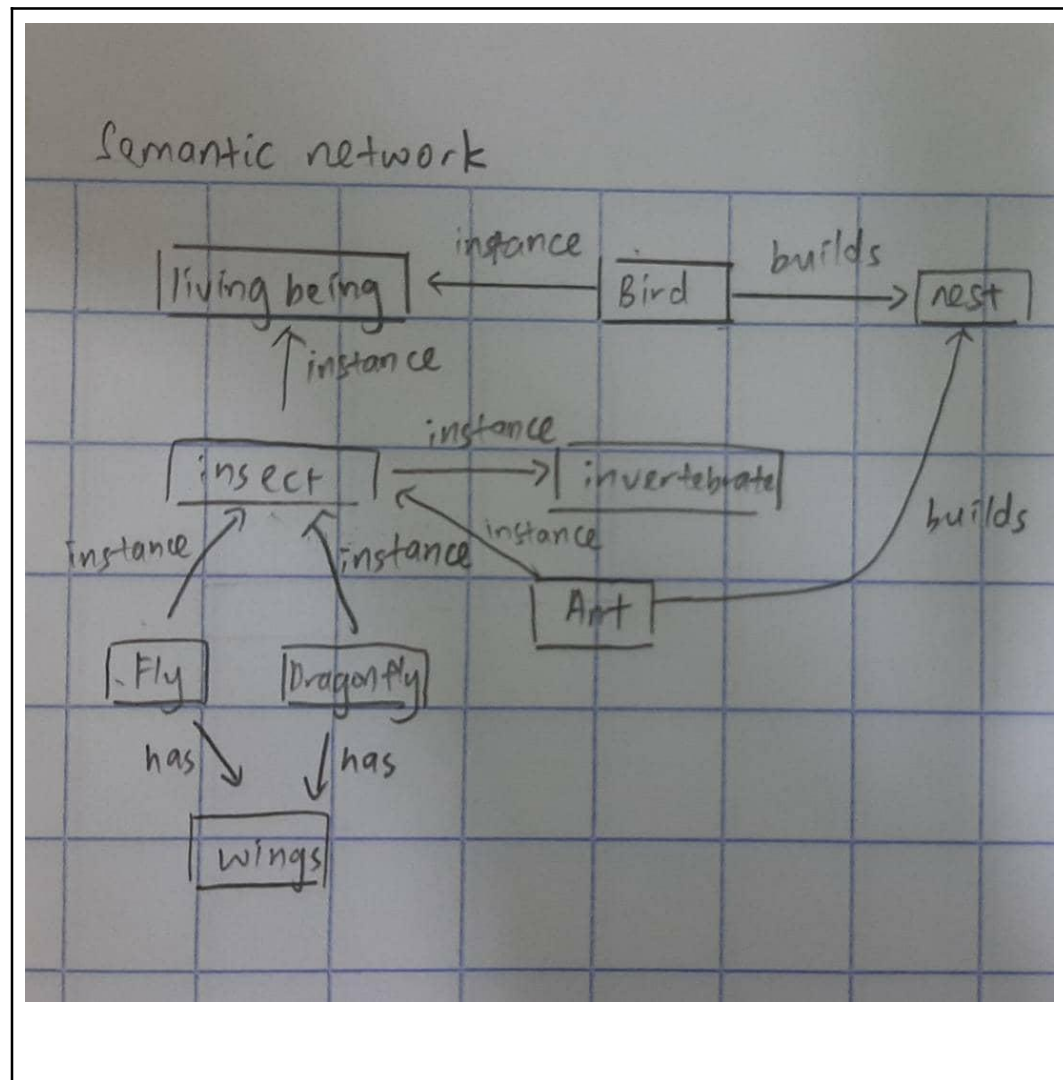 Semantic network
instance
builds
living being
Bird
nest
instance
instance
insect
invertebrate
builds
instance
instance
instance
Ant
Fly
Dragonfly
has
has
wings